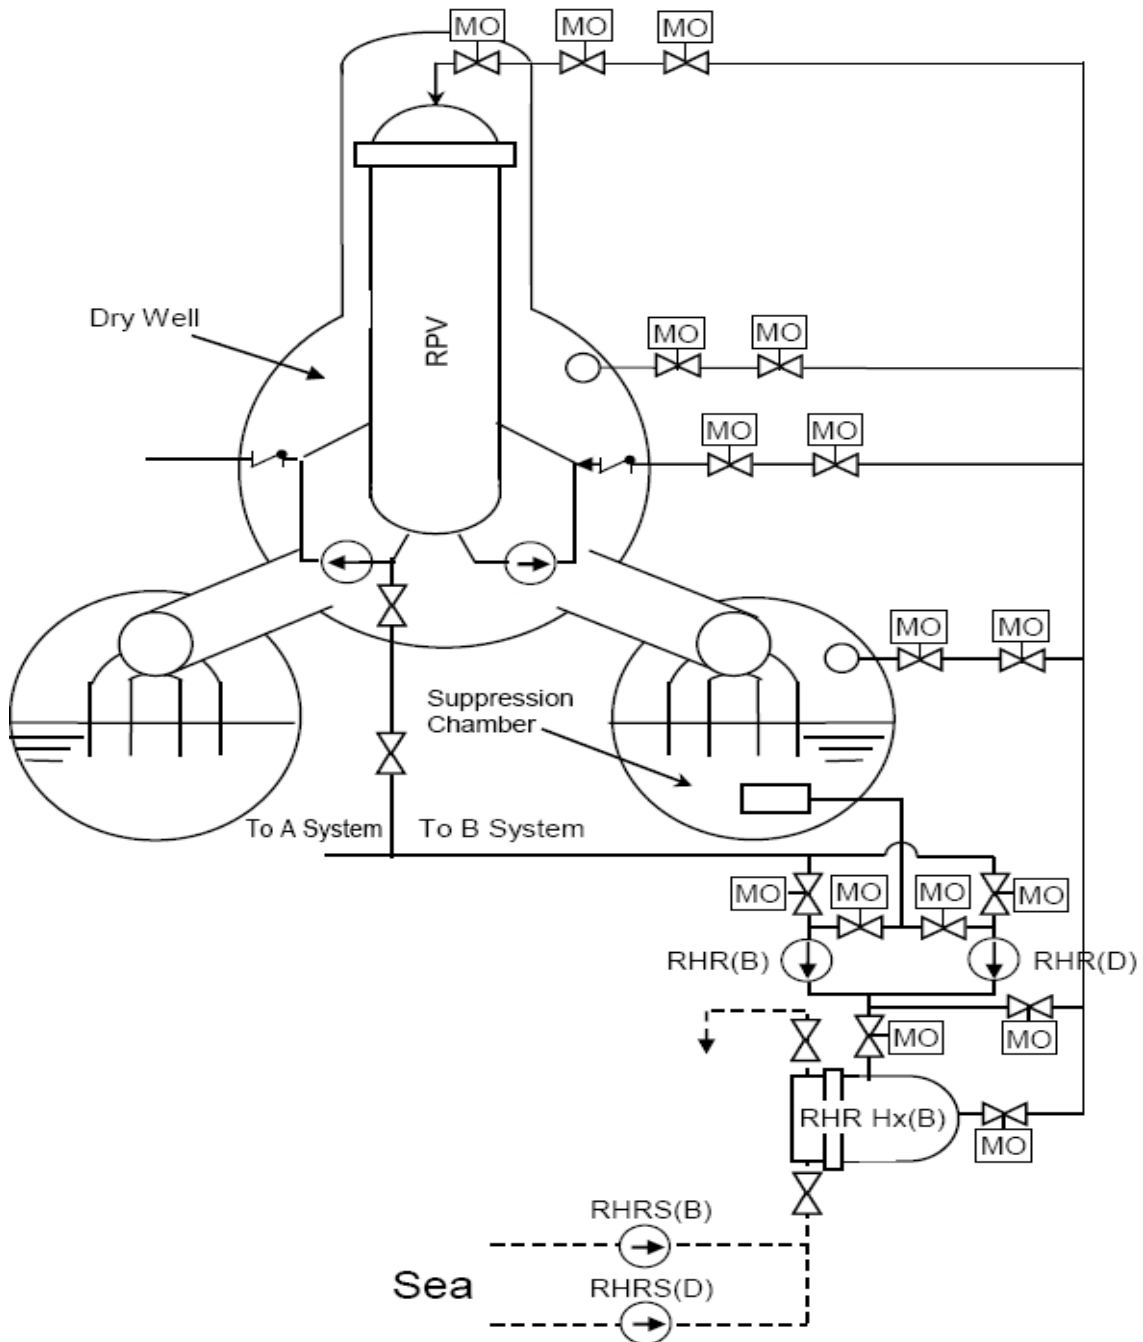 MO
MO
MO
Dry Well
RPV
MO
MO
MO
MO
MO
MO
Suppression
Chamber
To A System
To B System
MO
MO
MO
MO
RHR(B)
RHR(D)
MO
MO
RHR Hx(B)
MO
RHRS(B)
Sea
RHRS(D)